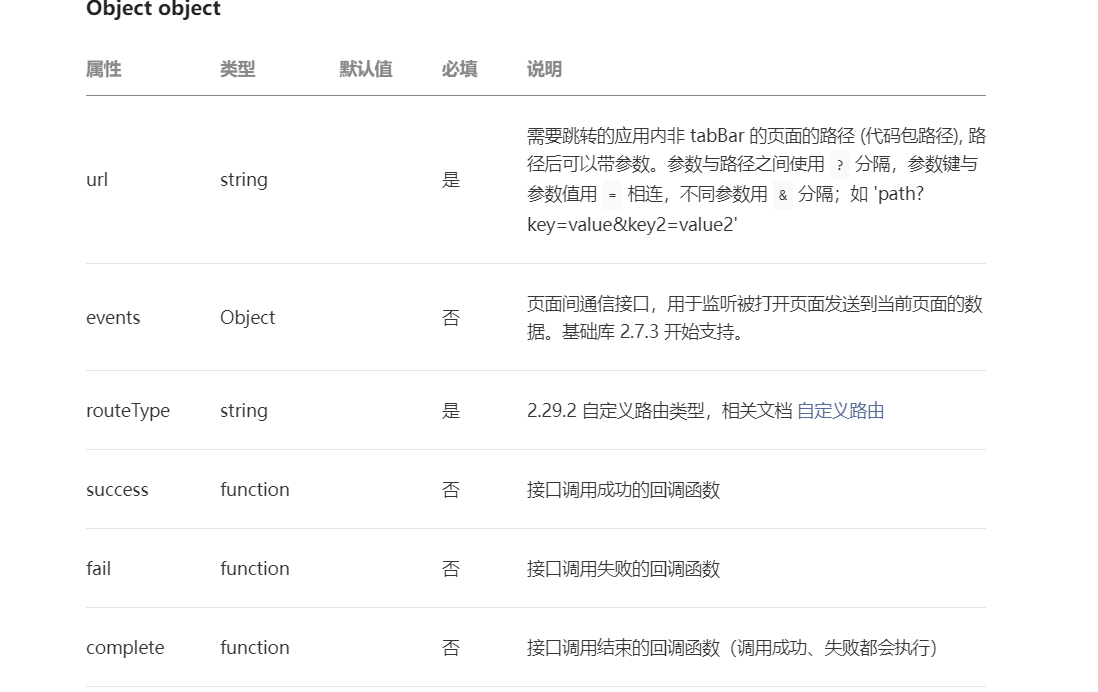 Object object
属性 类型 默认值 必填 说明
需要跳转的应用内非 tabBar 的页面的路径 (代码包路径), 路
径后可以带参数。参数与路径之间使用 ? 分隔，参数键与
url string 是
参数值用 = 相连，不同参数用 & 分隔；如 'path?
key=value&key2=value2'
页面间通信接口，用于监听被打开页面发送到当前页面的数
events Object 否
据。基础库 2.7.3 开始支持。
routeType string 是 2.29.2 自定义路由类型，相关文档 自定义路由
success function 否 接口调用成功的回调函数
fail function 否 接口调用失败的回调函数
complete function 否 接口调用结束的回调函数（调用成功、失败都会执行）